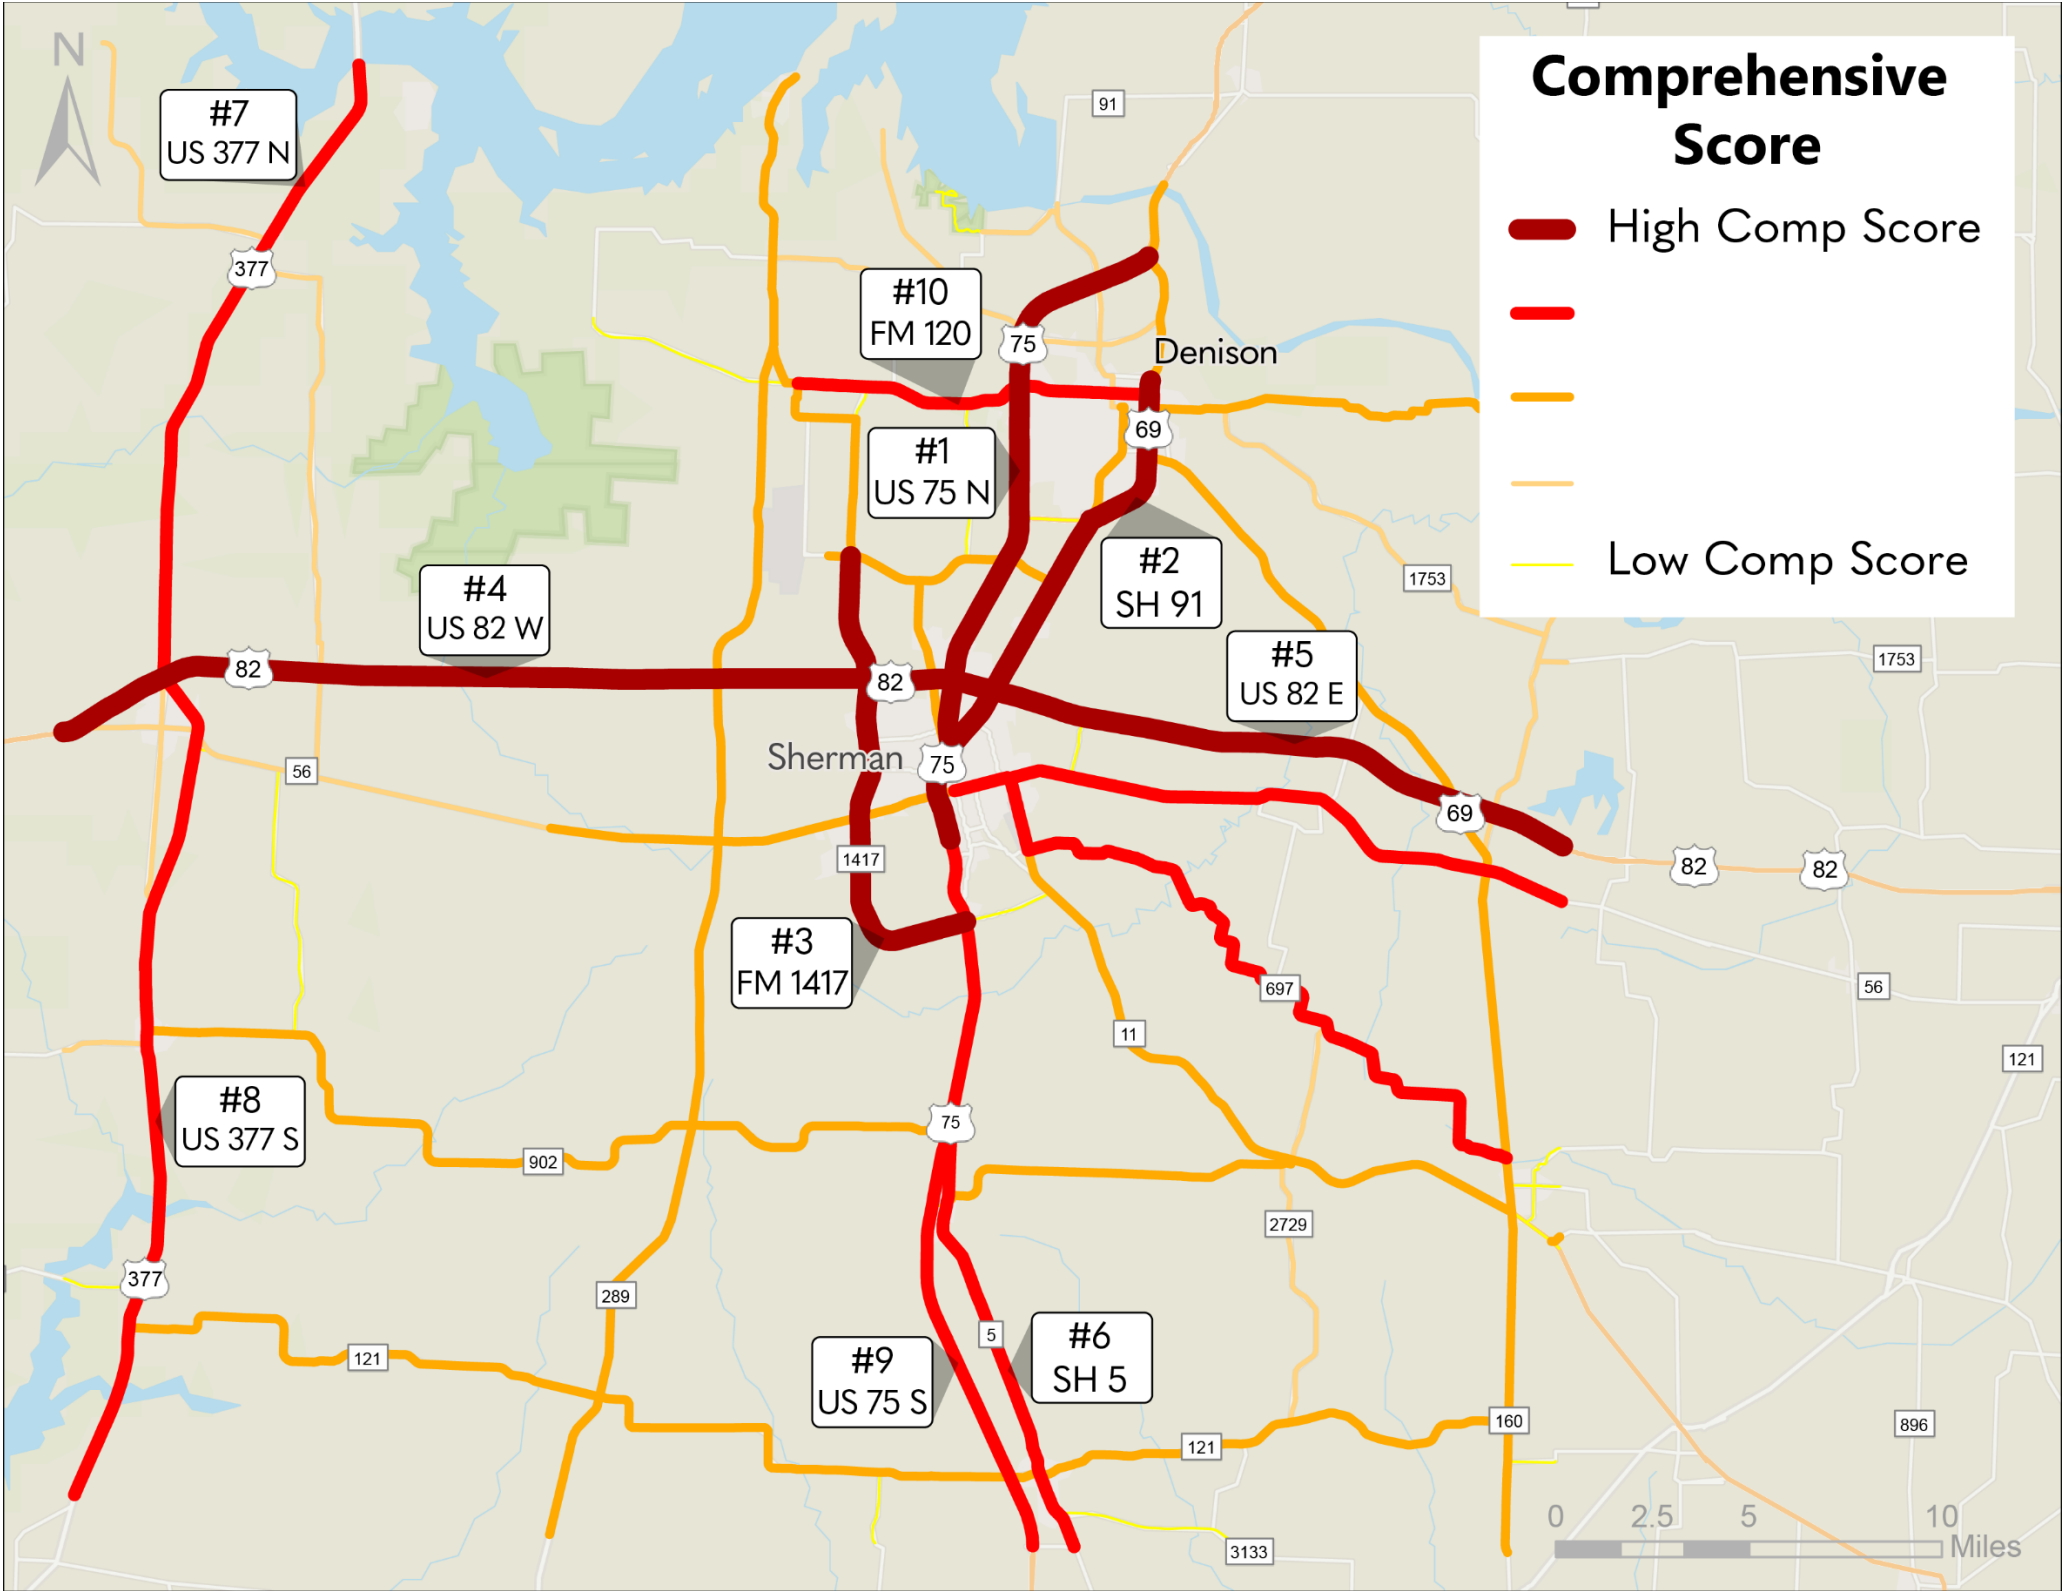 N
#7
US 377 N
377
91
Comprehensive
Score
High Comp Score
Low Comp Score
#10
FM 120
75
Denison
#1
US 75 N
69
#2
SH 91
1753
#4
US 82 W
82
82
#5
US 82 E
1753
Sherman
75
56
69
82
82
1417
#3
FM 1417
697
56
11
121
#8
US 377 S
75
902
2729
377
289
5
#6
SH 5
#9
US 75 S
121
121
160
896
3133
0 2.5 5 10
Miles